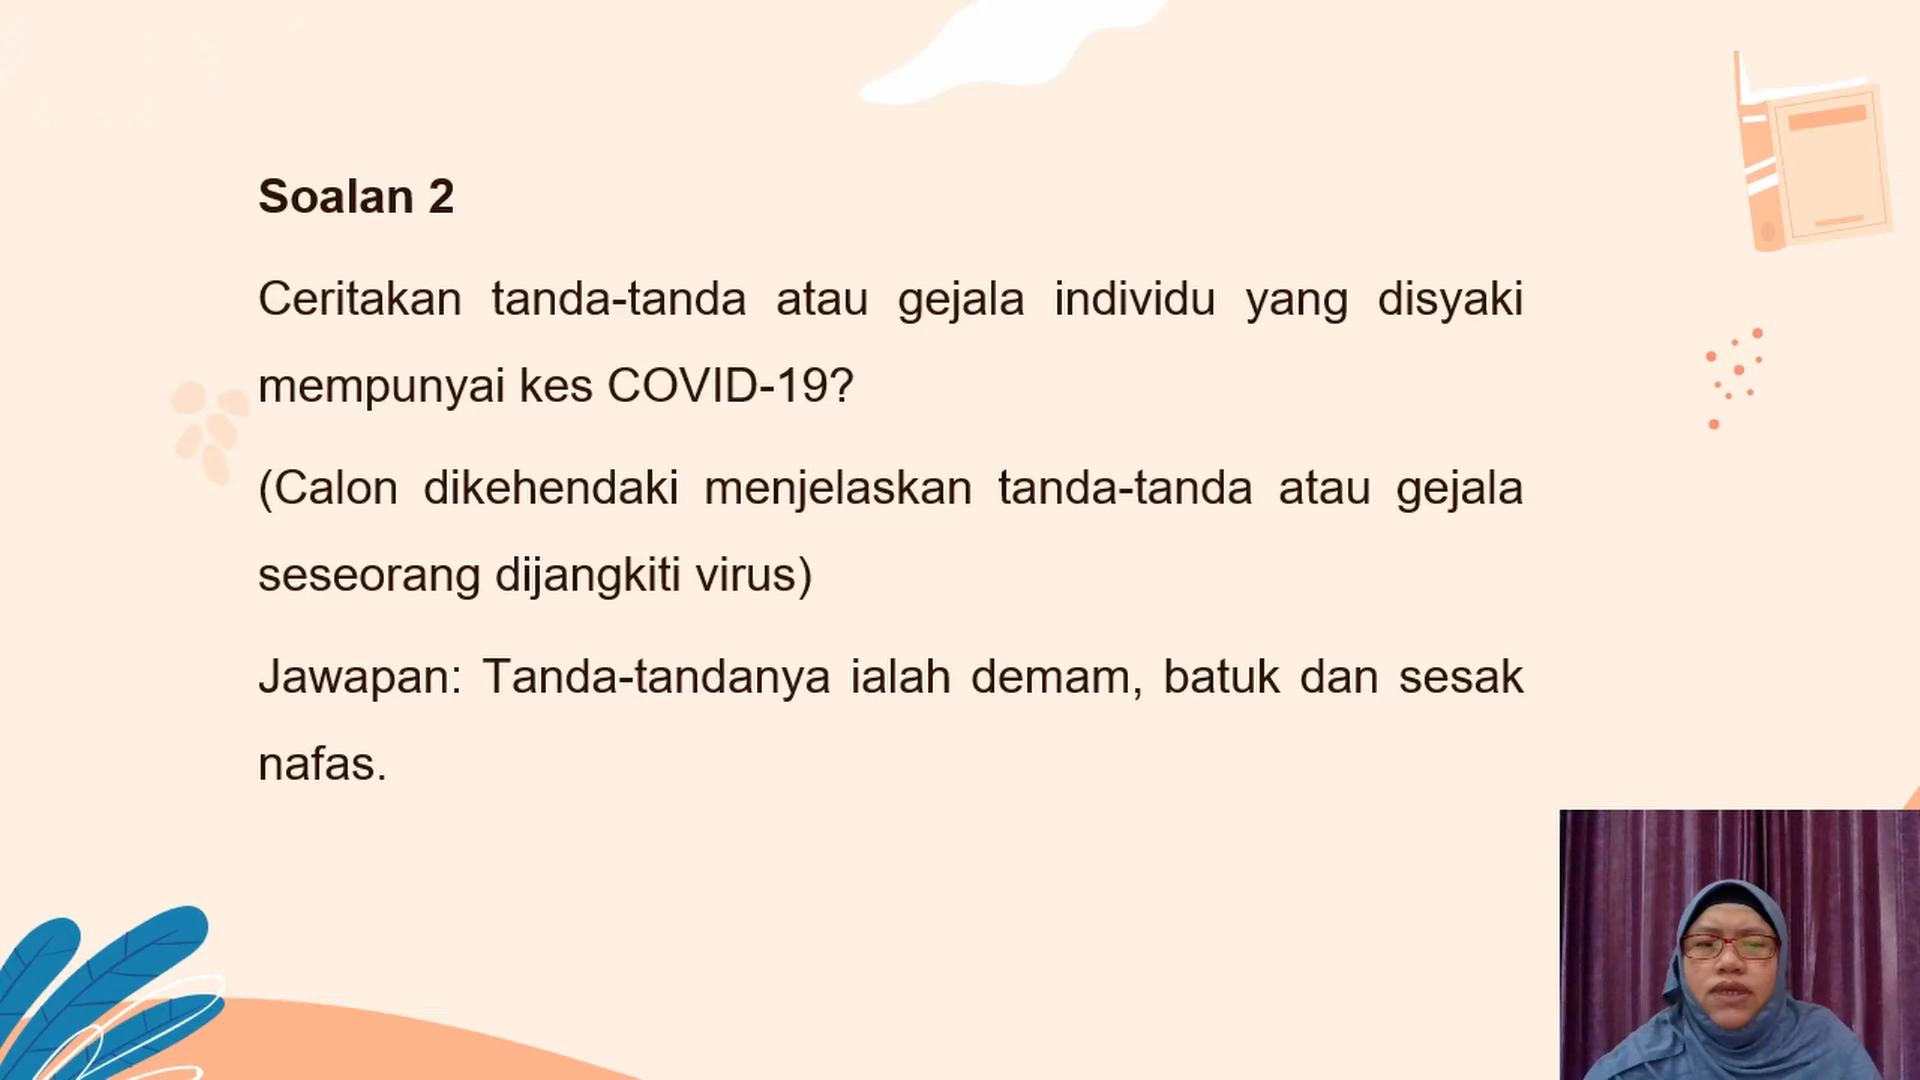 Soalan 2
Ceritakan tanda-tanda atau gejala individu yang disyaki
mempunyai kes COVID-19?
(Calon dikehendaki menjelaskan tanda-tanda atau gejala
seseorang dijangkiti virus)
Jawapan: Tanda-tandanya ialah demam, batuk dan sesak
nafas.